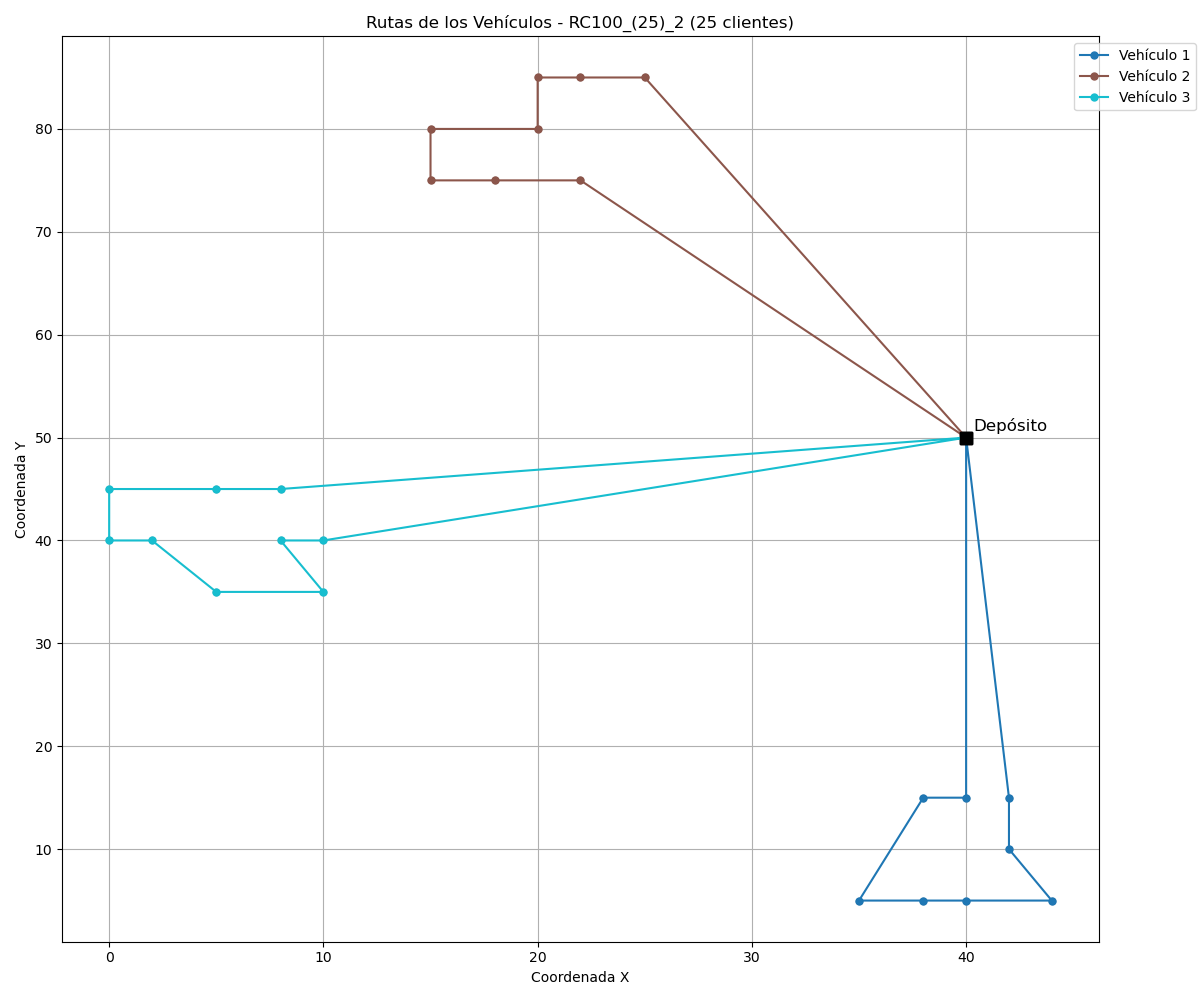 Rutas de los Vehículos - RC100_(25)_2 (25 clientes)
Vehículo 1
Vehículo 2
Vehículo 3
80
70
60
Depósito
50
Coordenada Y
40
30
20
10
0 10 20 30 40
Coordenada X